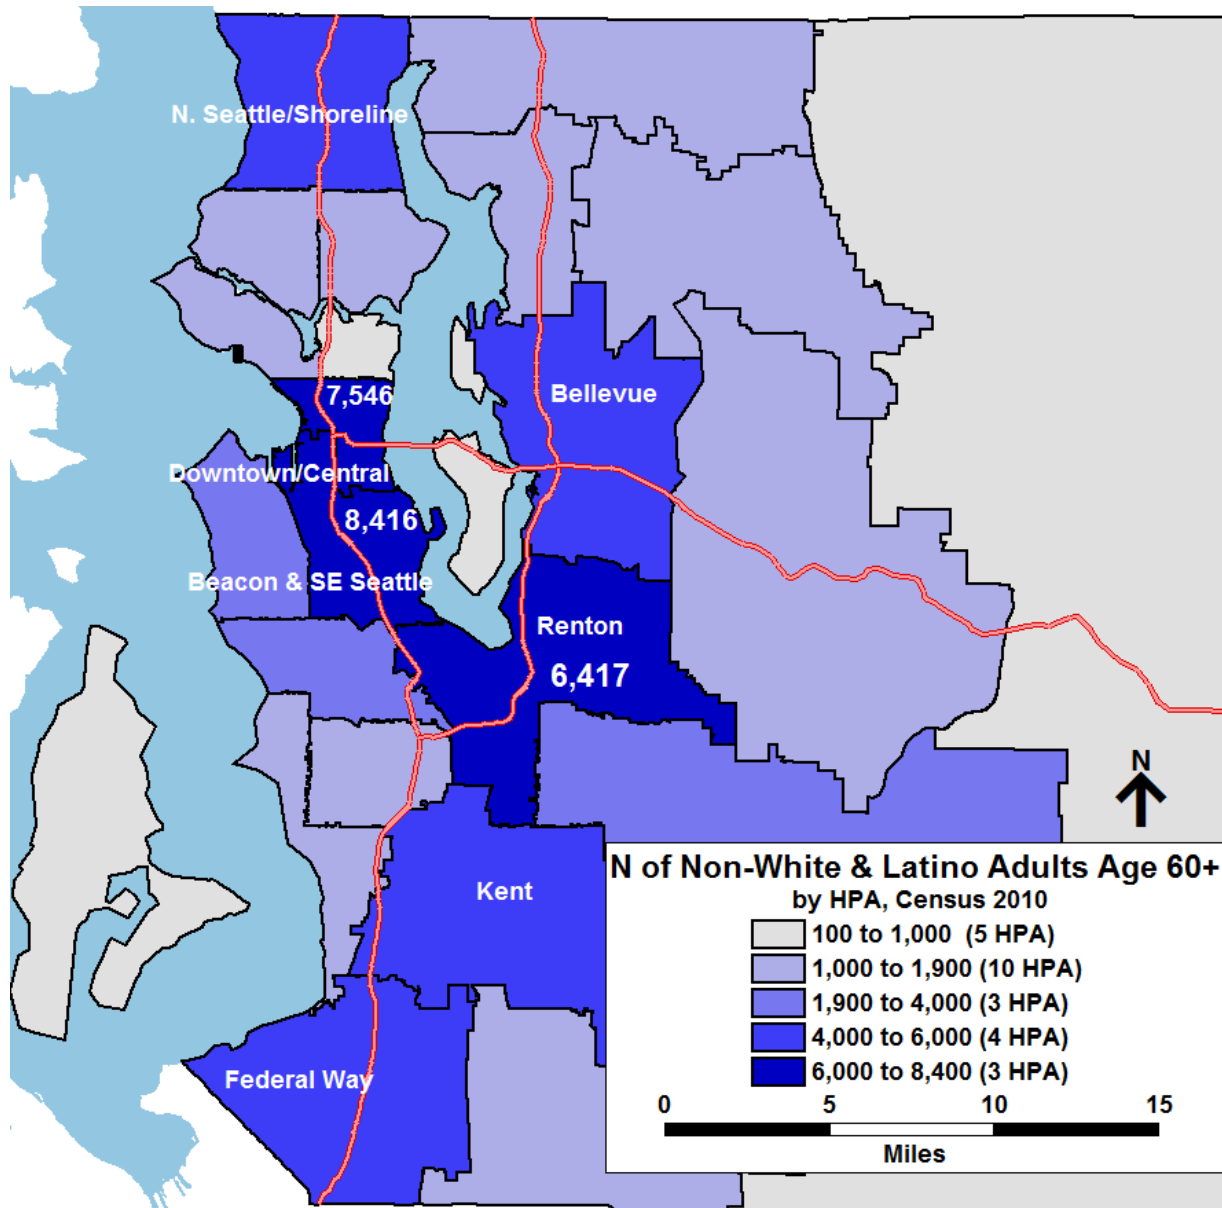 N. Seattle/Shoreline
7,546
Bellevue
Downtown/Central
8,416
Beacon & SE Seattle
Renton
6,417
N
Kent
Federal Way
N of Non-White & Latino Adults Age 60+
by HPA, Census 2010
100 to 1,000 (5 HPA)
1,000 to 1,900 (10 HPA)
1,900 to 4,000 (3 HPA)
4,000 to 6,000 (4 HPA)
6,000 to 8,400 (3 HPA)
0 5 10 15
Miles